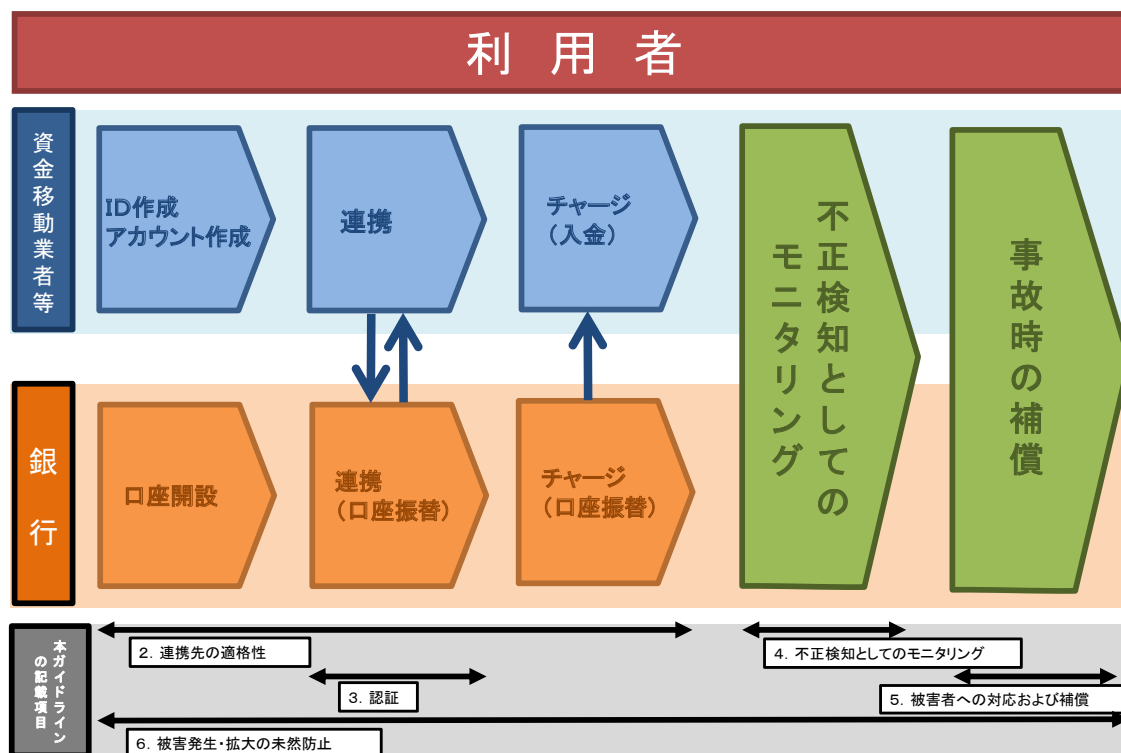 利用者
資金移動業者等
ID作成
アカウント作成
連携
チャージ
（入金）
不正検知としての
モニタリング
事故時の補償
銀行
口座開設
連携
（口座振替）
チャージ
（口座振替）
本ガイドライン
の記載項目
2．連携先の適格性
4．不正検知としてのモニタリング
3．認証
5．被害者への対応および補償
6．被害発生・拡大の未然防止